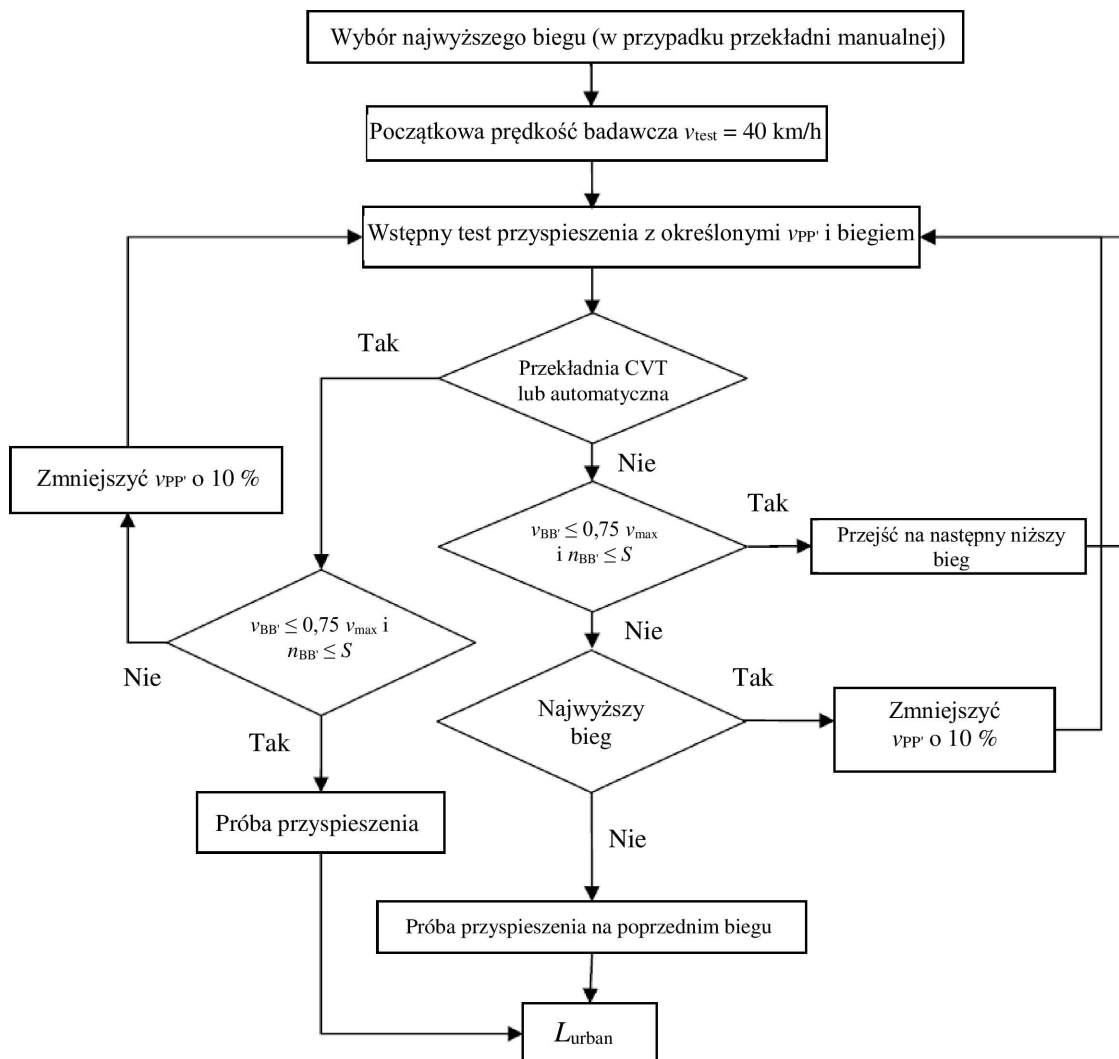 Wybór najwyższego biegu (w przypadku przekładni manualnej)
Początkowa prędkość badawcza vtest = 40 km/h
Wstępny test przyspieszenia z określonymi vPP' i biegiem
Tak
Przekładnia CVT
lub automatyczna
Nie
Zmniejszyć vPP' o 10 %
vBB' ≤ 0,75 vmax
i nBB' ≤ S
Tak
Przejść na następny niższy
bieg
vBB' ≤ 0,75 vmax i
nBB' ≤ S
Nie
Nie
Tak
Najwyższy
bieg
Tak
Zmniejszyć
vPP' o 10 %
Próba przyspieszenia
Nie
Próba przyspieszenia na poprzednim biegu
Lurban